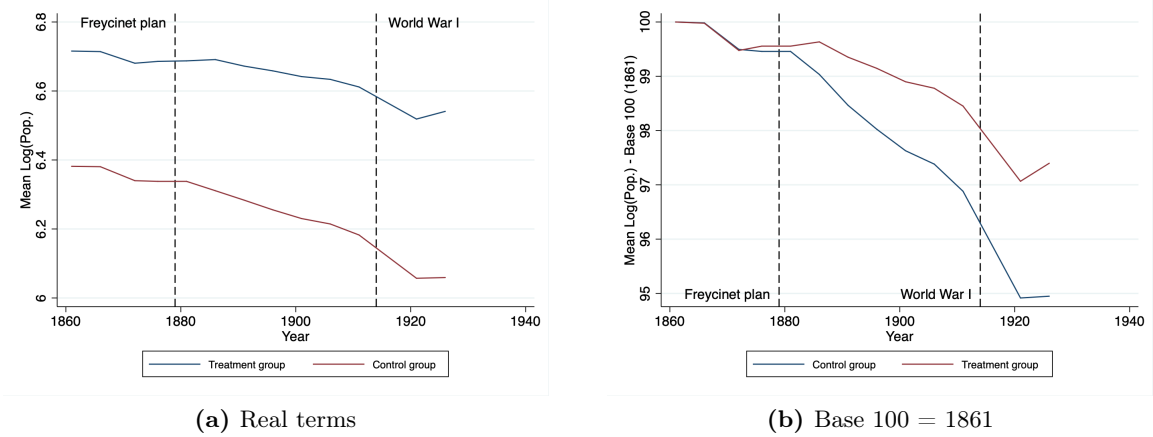 Mean Log(Pop.)
6.8
6.6
6.4
6.2
6
Freycinet plan
World War I
1860 1880 1900 1920 1940
Year
Treatment group Control group
(a) Real terms
Mean Log(Pop.) - Base 100 (1861)
100
99
98
97
96
95
Freycinet plan
World War I
1860 1880 1900 1920 1940
Year
Control group Treatment group
(b) Base 100 = 1861